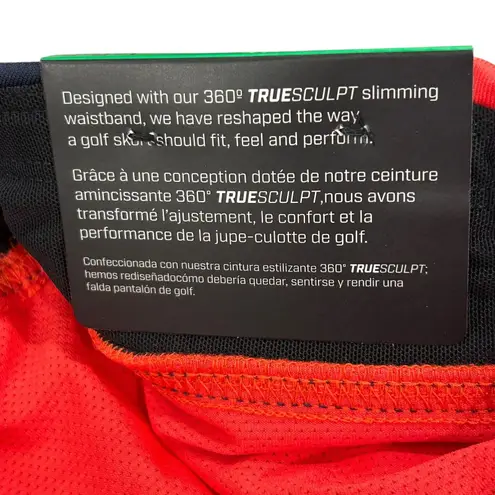 Designed with our 360º TRUESCULPT slimming
waistband, we have reshaped the way
a golf skort should fit, feel and perform.
Grâce à une conception dotée de notre ceinture
amincissante 360° TRUESCULPT,nous avons
transformé l'ajustement, le confort et la
performance de la jupe-culotte de golf.
Confeccionada con nuestra cintura estilizante 360° TRUESCULPT;
hemos rediseñadocómo debería quedar, sentirse y rendir una
falda pantalón de golf.